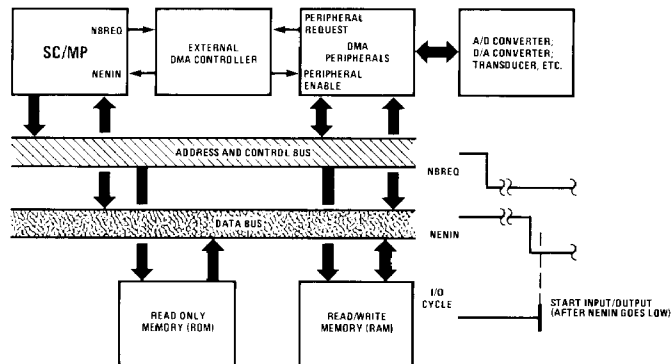 SC/MP
NBREQ
NENIN
EXTERNAL
DMA CONTROLLER
PERIPHERAL
REQUEST
DMA
PERIPHERALS
PERIPHERAL
ENABLE
A/D CONVERTER;
D/A CONVERTER;
TRANSDUCER, ETC.
ADDRESS AND CONTROL BUS
DATA BUS
READ ONLY
MEMORY (ROM)
READ/WRITE
MEMORY (RAM)
NBREQ
NENIN
I/O
CYCLE
START INPUT/OUTPUT
(AFTER NENIN GOES LOW)